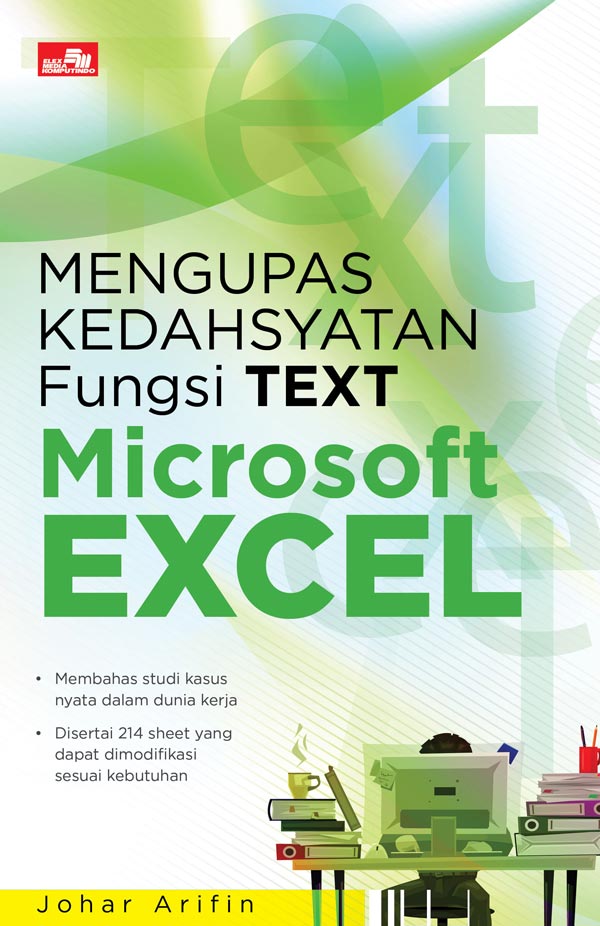 ELEX
MEDIA
KOMPUTINDO
Text
MENGUPAS
KEDAHSYATAN
Fungsi TEXT
Microsoft
EXCEL
• Membahas studi kasus
nyata dalam dunia kerja
• Disertai 214 sheet yang
dapat dimodifikasi
sesuai kebutuhan
Johar Arifin